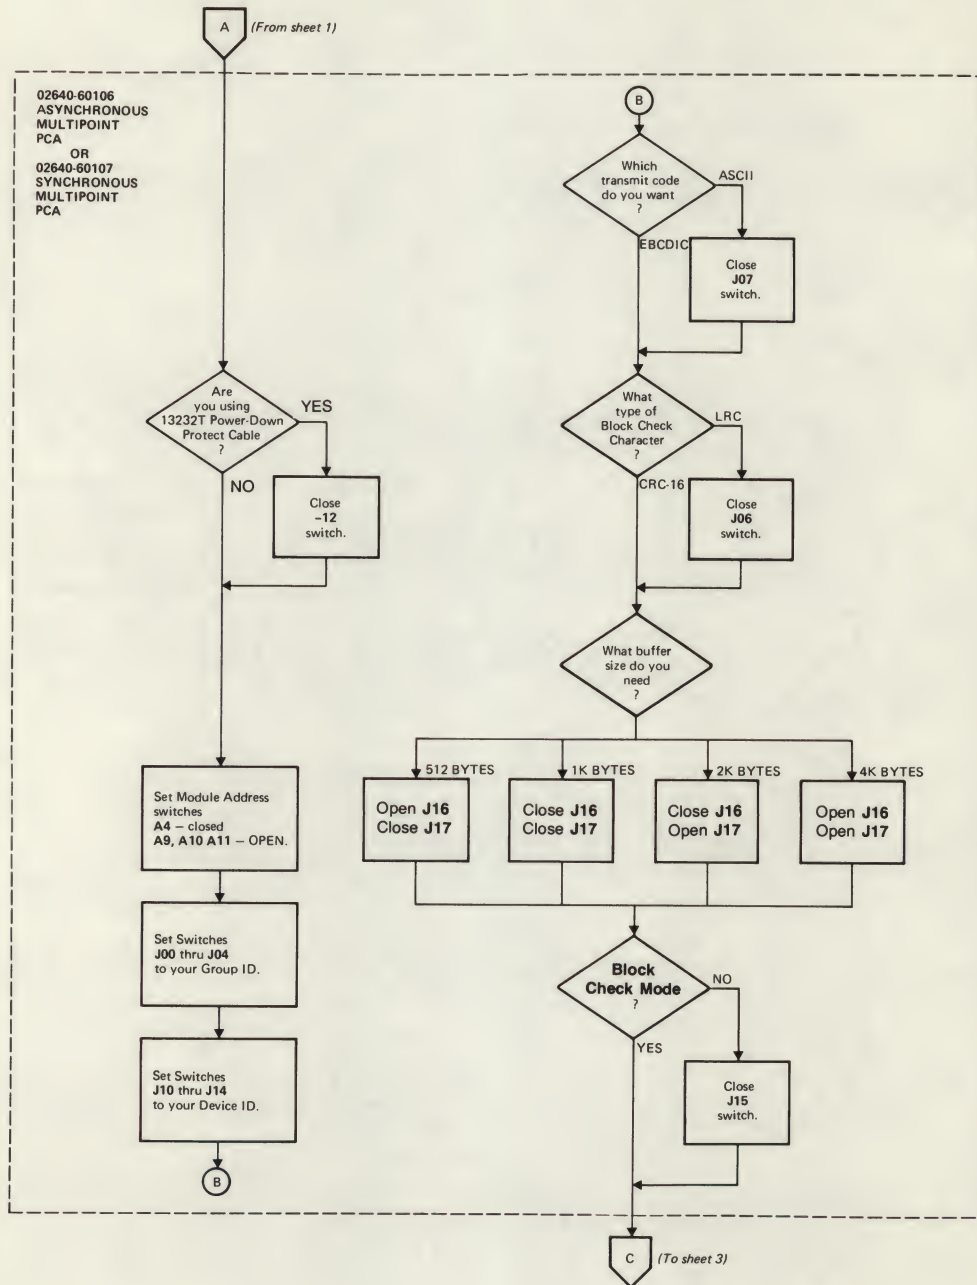 A
(From sheet 1)
02640-60106
ASYNCHRONOUS
MULTIPOINT
PCA
OR
02640-60107
SYNCHRONOUS
MULTIPOINT
PCA
Are
you using
13232T Power-Down
Protect Cable
?
YES
NO
Close
-12
switch.
Set Module Address
switches
A4 – closed
A9, A10 A11 – OPEN.
Set Switches
J00 thru J04
to your Group ID.
Set Switches
J10 thru J14
to your Device ID.
B
B
Which
transmit code
do you want
?
ASCII
EBCDIC
Close
J07
switch.
What
type of
Block Check
Character
?
LRC
CRC-16
Close
J06
switch.
What buffer
size do you
need
?
512 BYTES
Open J16
Close J17
1K BYTES
Close J16
Close J17
2K BYTES
Close J16
Open J17
4K BYTES
Open J16
Open J17
Block
Check Mode
?
NO
YES
Close
J15
switch.
C
(To sheet 3)